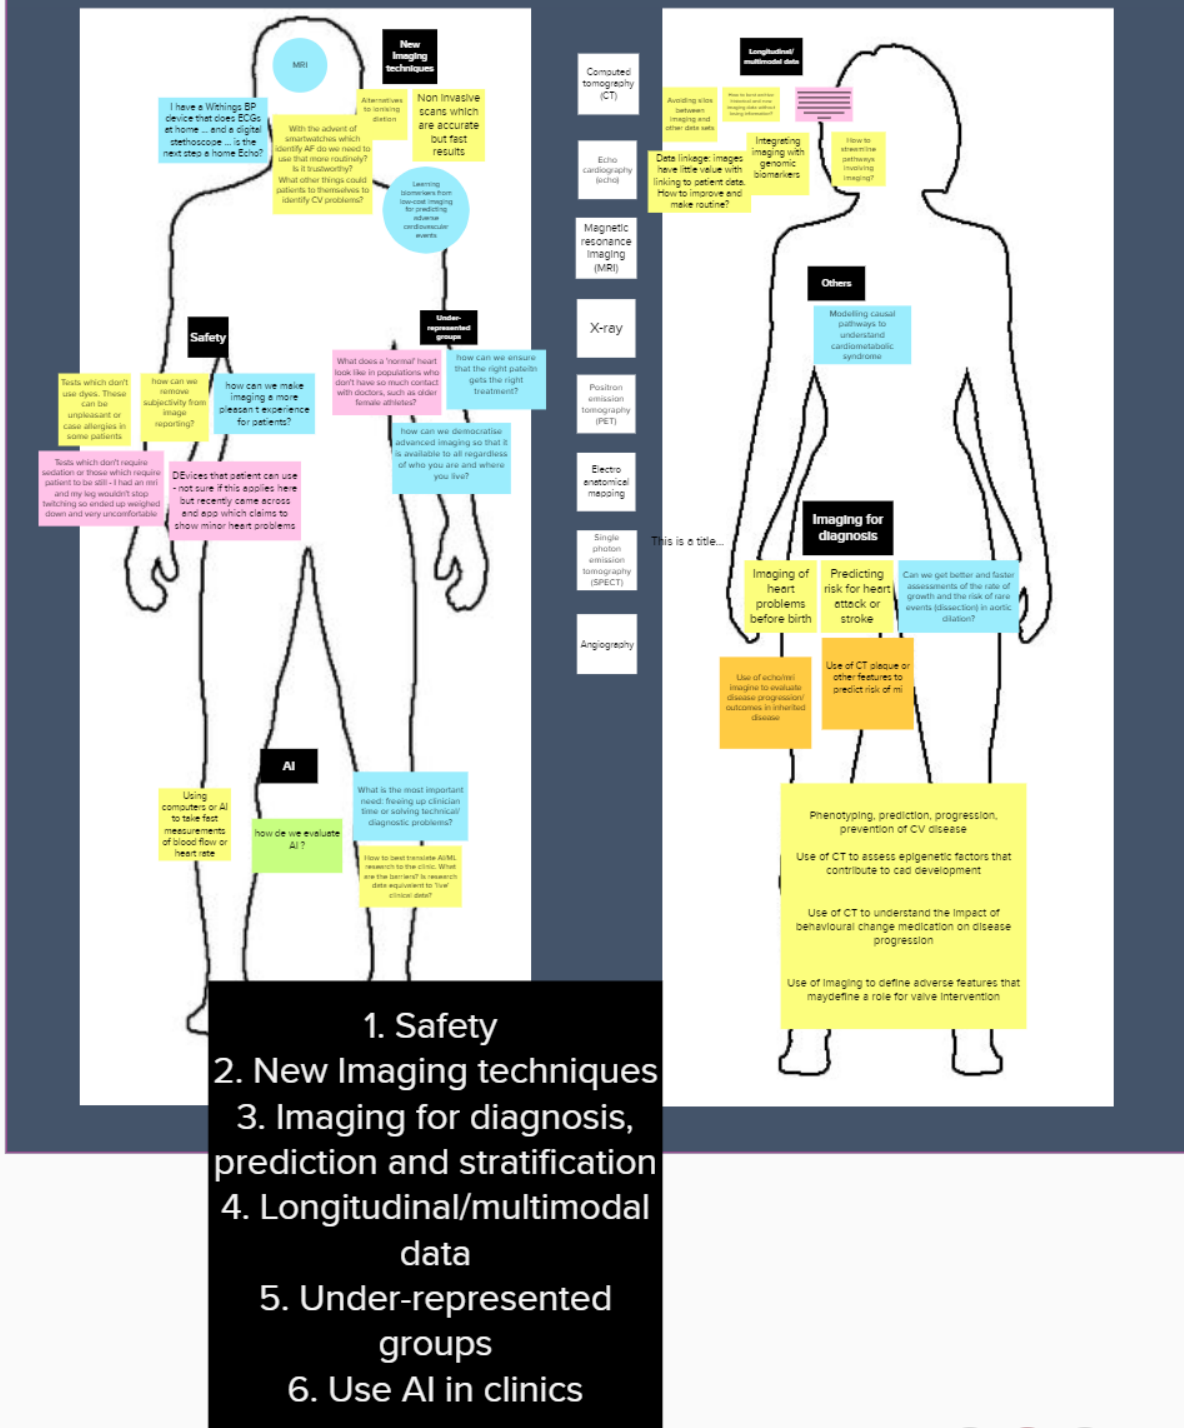 MRI
New
Imaging
techniques
I have a Withings BP
device that does ECGs
at home ... and a digital
stethoscope ... is the
next step a home Echo?
With the advent of
smartwatches which
identify AF do we need to
use that more routinely?
Is it trustworthy?
What other things could
patients to themselves to
identify CV problems?
Alternatives
to ionising
diation
Non invasive
scans which
are accurate
but fast
results
Learning
biomarkers from
low-cost imaging
for predicting
adverse
cardiovascular
events
Safety
Tests which don't
use dyes. These
can be
unpleasant or
case allergies in
some patients
how can we
remove
subjectivity from
image
reporting?
how can we make
imaging a more
pleasan t experience
for patients?
Tests which don't require
sedation or those which require
patient to be still - I had an mri
and my leg wouldn't stop
twitching so ended up weighed
down and very uncomfortable
DEvices that patient can use
- not sure if this applies here
but recently came across
and app which claims to
show minor heart problems
Under-
represented
groups
What does a 'normal' heart
look like in populations who
don't heve so much contact
with doctors, such as older
female athletes?
how can we ensure
that the right pateitn
gets the right
treatment?
how can we democratise
advanced imaging so that it
is available to all regardless
of who you are and where
you live?
AI
Using
computers or AI
to take fast
measurements
of blood flow or
heart rate
how de we evaluate
AI ?
What is the most important
need: freeing up clinician
time or solving technical/
diagnostic problems?
How to best translate AI/ML
research to the clinic. What
are the barriers? Is research
data equivalent to 'live'
clinical data?
Computed
tomography
(CT)
Echo
cardiography
(echo)
Magnetic
resonance
imaging
(MRI)
X-ray
Positron
emission
tomography
(PET)
Electro
anatomical
mapping
Single
photon
emission
tomography
(SPECT)
Angiography
This is a title...
Longitudinal/
multimodal data
Avoiding silos
between
imaging and
other data sets
How to best combine
historical and new
imaging data without
losing information?
Data linkage: images
have little value with
linking to patient data.
How to improve and
make routine?
Integrating
imaging with
genomic
biomarkers
How to
streamline
pathways
involving
imaging?
Others
Modelling causal
pathways to
understand
cardiometabolic
syndrome
Imaging for
diagnosis
Imaging of
heart
problems
before birth
Predicting
risk for heart
attack or
stroke
Can we get better and faster
assessments of the rate of
growth and the risk of rare
events (dissection) in aortic
dilation?
Use of echo/mri
imagine to evaluate
disease progression/
outcomes in inherited
disease
Use of CT plaque or
other features to
predict risk of mi
Phenotyping, prediction, progression,
prevention of CV disease
Use of CT to assess epigenetic factors that
contribute to cad development
Use of CT to understand the impact of
behavioural change medication on disease
progression
Use of imaging to define adverse features that
maydefine a role for valve intervention
1. Safety
2. New Imaging techniques
3. Imaging for diagnosis,
prediction and stratification
4. Longitudinal/multimodal
data
5. Under-represented
groups
6. Use AI in clinics